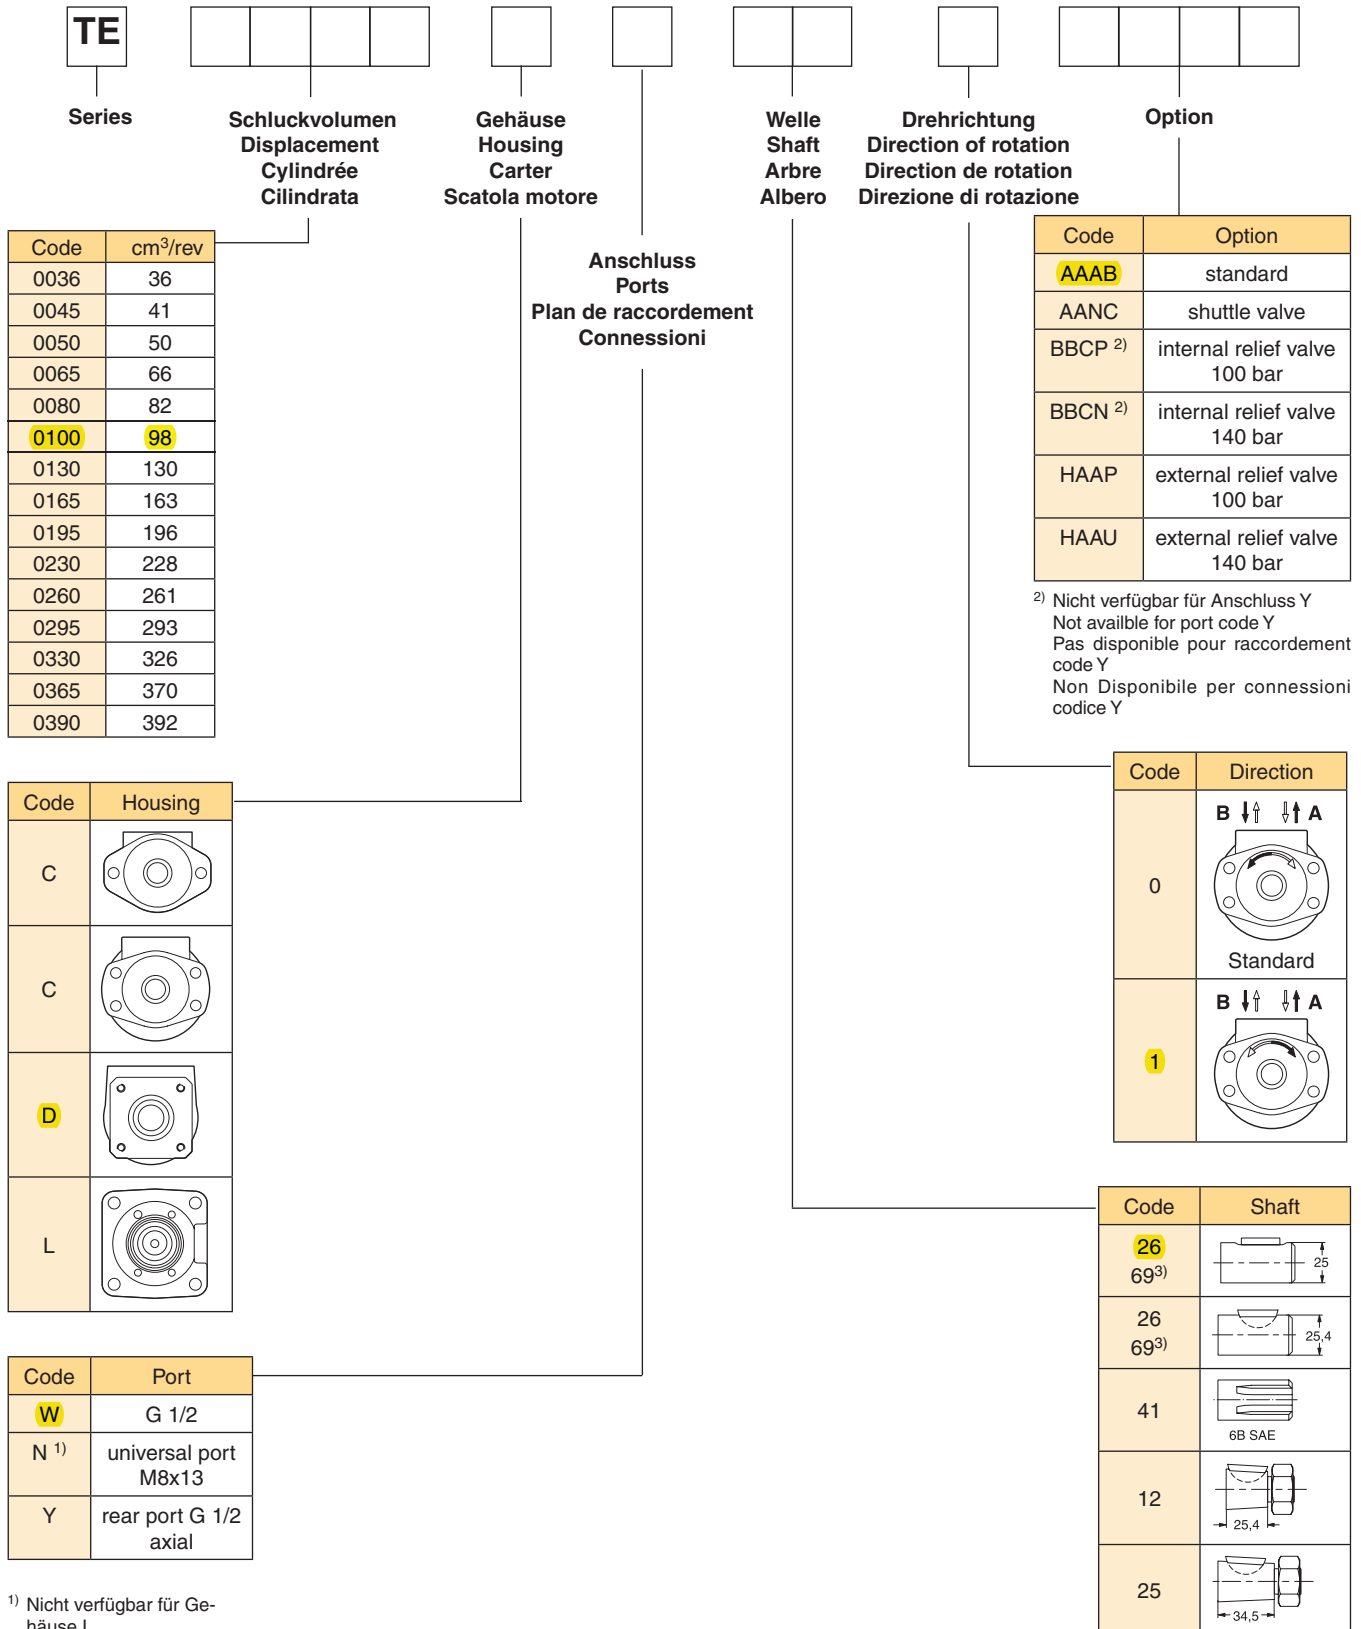 TE
Series
Schluckvolumen
Displacement
Cylindrée
Cilindrata
Gehäuse
Housing
Carter
Scatola motore
Anschluss
Ports
Plan de raccordement
Connessioni
Welle
Shaft
Arbre
Albero
Drehrichtung
Direction of rotation
Direction de rotation
Direzione di rotazione
Option
Code cm³/rev
0036 36
0045 41
0050 50
0065 66
0080 82
0100 98
0130 130
0165 163
0195 196
0230 228
0260 261
0295 293
0330 326
0365 370
0390 392
Code Option
AAAB standard
AANC shuttle valve
BBCP 2) internal relief valve
100 bar
BBCN 2) internal relief valve
140 bar
HAAP external relief valve
100 bar
HAAU external relief valve
140 bar
2) Nicht verfügbar für Anschluss Y
Not availble for port code Y
Pas disponible pour raccordement
code Y
Non Disponibile per connessioni
codice Y
Code Housing
C
C
D
L
Code Direction
B A
0
Standard
B A
1
Code Port
W G 1/2
N 1) universal port
M8x13
Y rear port G 1/2
axial
1) Nicht verfügbar für Ge-
häuse L
Code Shaft
26
693)
25
26
693)
25,4
41
6B SAE
12
25,4
25
34,5